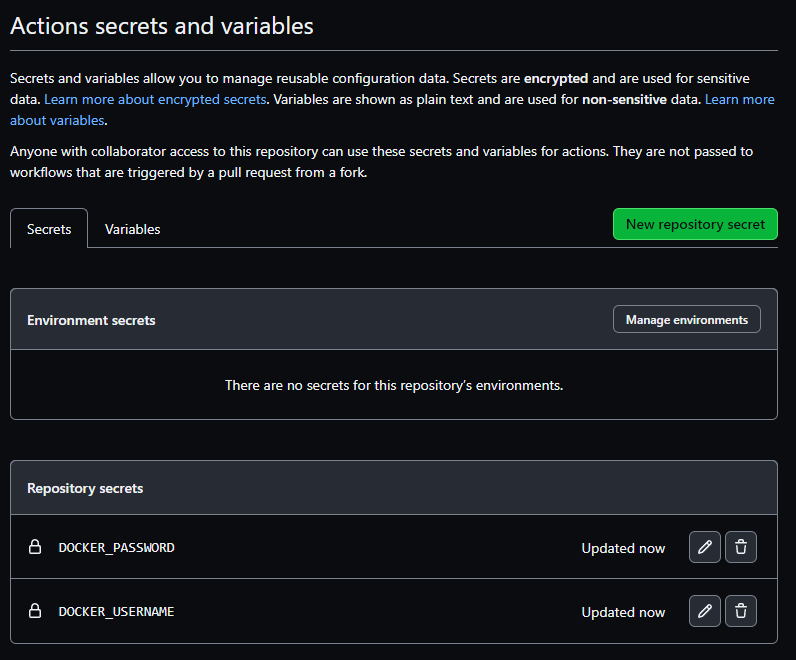 Actions secrets and variables
Secrets and variables allow you to manage reusable configuration data. Secrets are encrypted and are used for sensitive
data. Learn more about encrypted secrets. Variables are shown as plain text and are used for non-sensitive data. Learn more
about variables.
Anyone with collaborator access to this repository can use these secrets and variables for actions. They are not passed to
workflows that are triggered by a pull request from a fork.
Secrets Variables New repository secret
Environment secrets Manage environments
There are no secrets for this repository's environments.
Repository secrets
DOCKER_PASSWORD Updated now
DOCKER_USERNAME Updated now